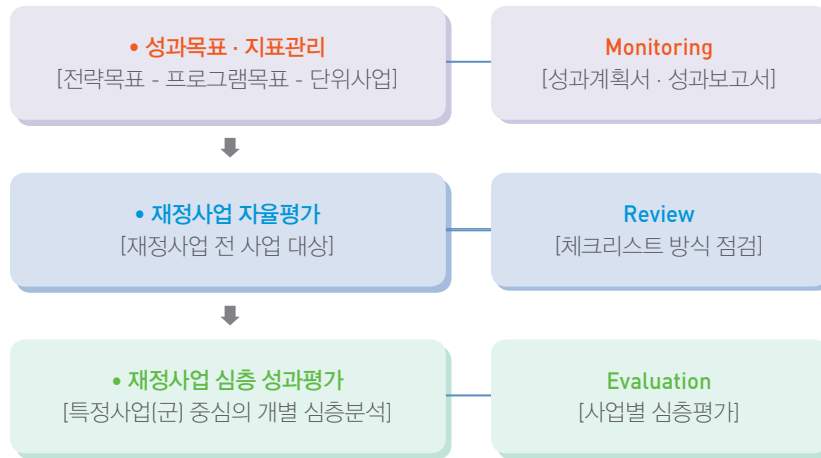 • 성과목표 · 지표관리
[전략목표 - 프로그램목표 - 단위사업]
Monitoring
[성과계획서 · 성과보고서]
• 재정사업 자율평가
[재정사업 전 사업 대상]
Review
[체크리스트 방식 점검]
• 재정사업 심층 성과평가
[특정사업(군) 중심의 개별 심층분석]
Evaluation
[사업별 심층평가]